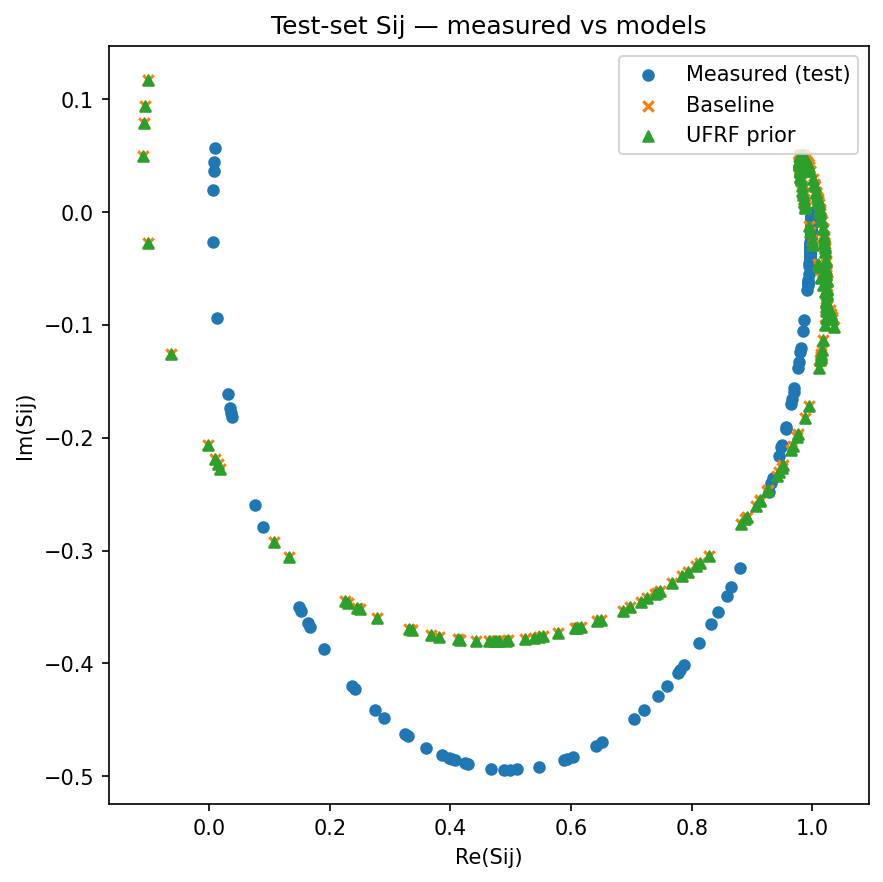 Test-set Sij — measured vs models
Measured (test)
Baseline
UFRF prior
0.1
0.0
−0.1
−0.2
−0.3
−0.4
−0.5
Im(Sij)
0.0
0.2
0.4
0.6
0.8
1.0
Re(Sij)